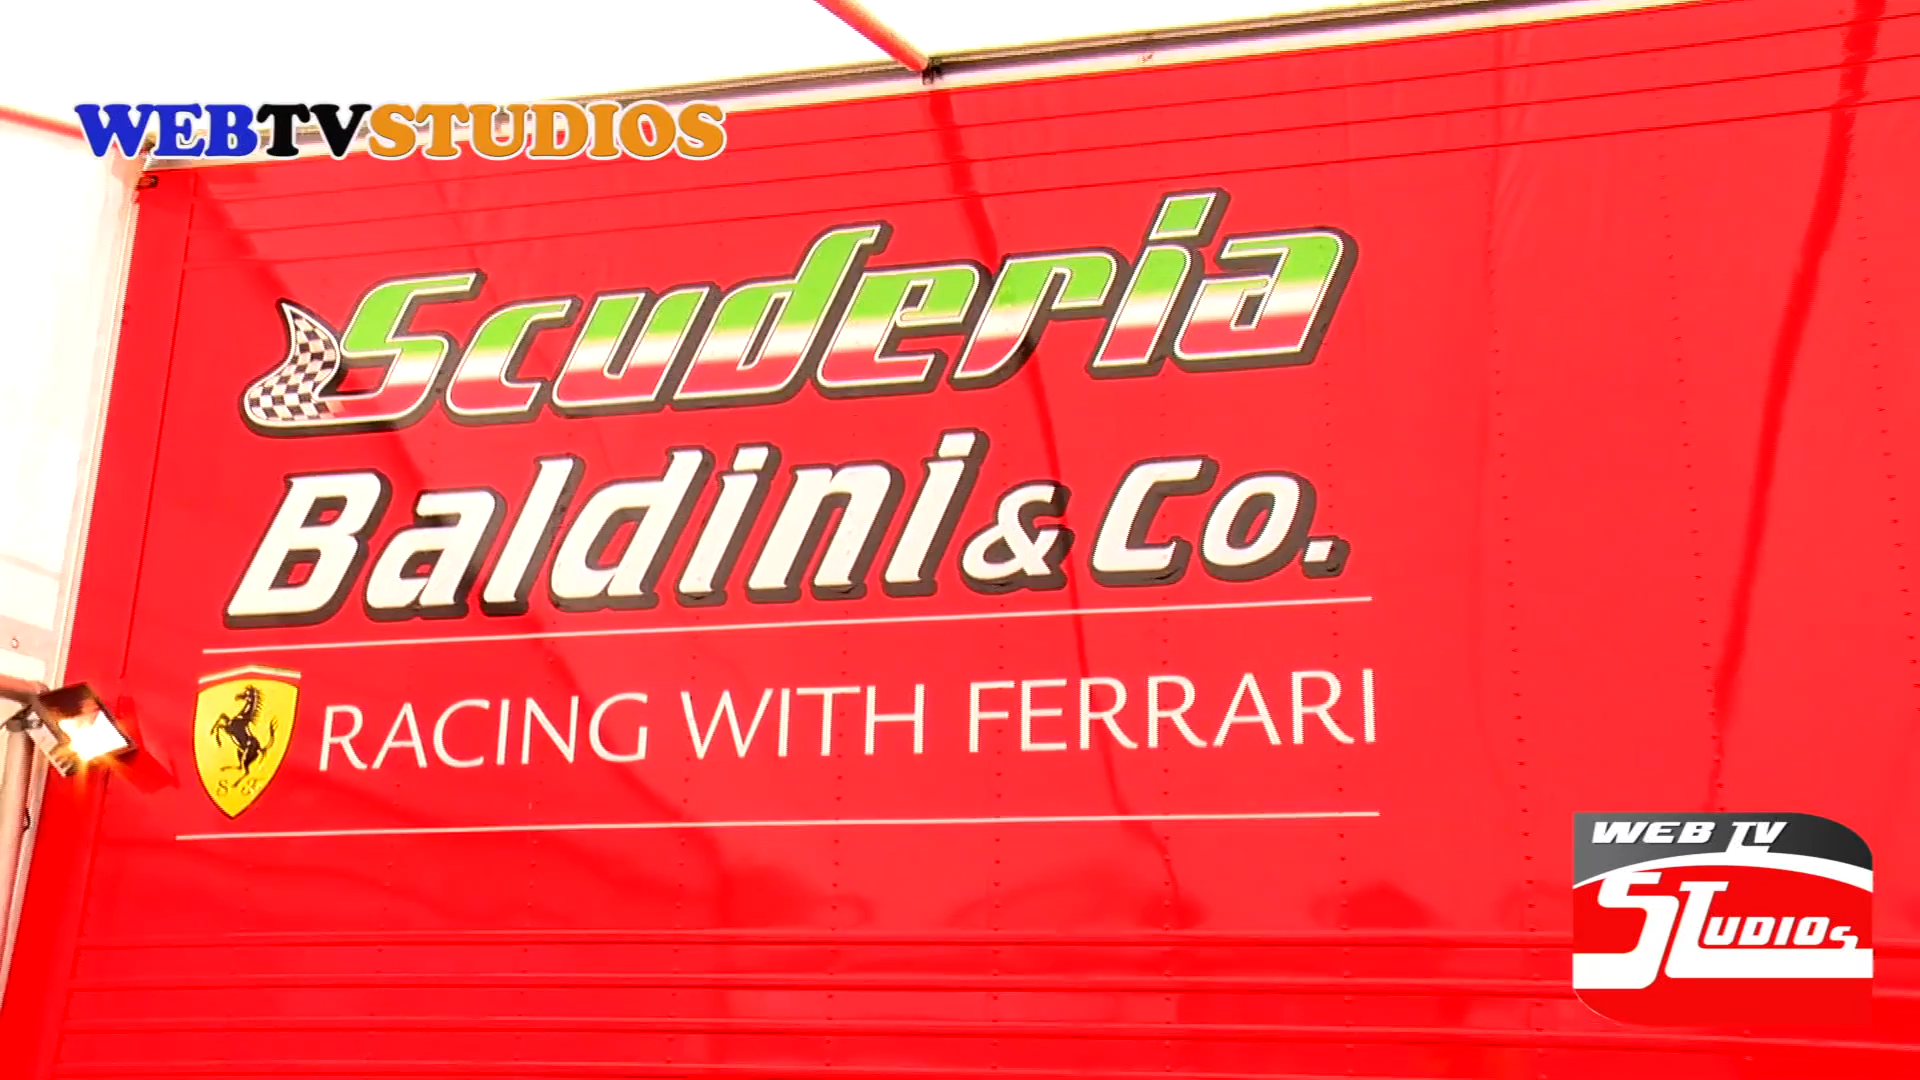 WEBTVSTUDIOS
Scuderia
Baldini & Co.
RACING WITH FERRARI
S F
WEB TV
STUDIOS